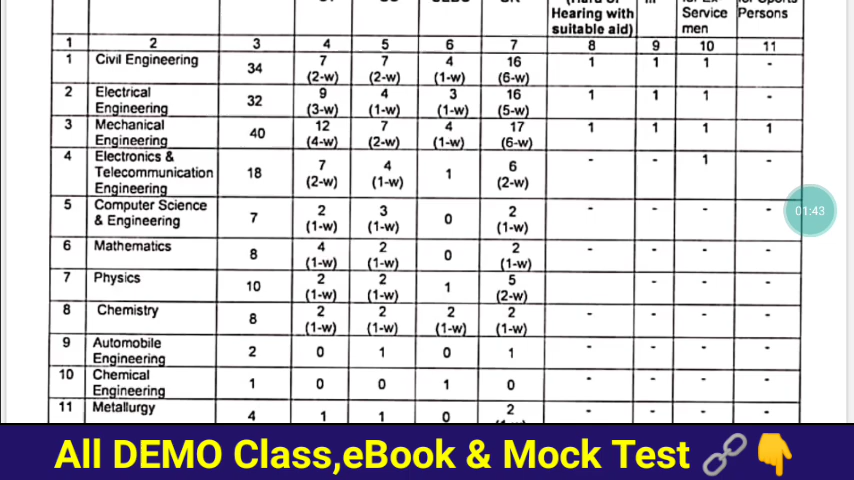 (Hard of
Hearing with
suitable aid)
for Ex-
Service
men
for Sports
Persons
1 2 3 4 5 6 7 8 9 10 11
1 Civil Engineering 34 7 (2-w) 7 (2-w) 4 (1-w) 16 (6-w) 1 1 1 -
2 Electrical Engineering 32 9 (3-w) 4 (1-w) 3 (1-w) 16 (5-w) 1 1 1 -
3 Mechanical Engineering 40 12 (4-w) 7 (2-w) 4 (1-w) 17 (6-w) 1 1 1 1
4 Electronics & Telecommunication Engineering 18 7 (2-w) 4 (1-w) 1 6 (2-w) - - 1 -
5 Computer Science & Engineering 7 2 (1-w) 3 (1-w) 0 2 (1-w) - - - -
01:43
6 Mathematics 8 4 (1-w) 2 (1-w) 0 2 (1-w) - - - -
7 Physics 10 2 (1-w) 2 (1-w) 1 5 (2-w) - - -
8 Chemistry 8 2 (1-w) 2 (1-w) 2 (1-w) 2 (1-w) - - - -
9 Automobile Engineering 2 0 1 0 1 - - - -
10 Chemical Engineering 1 0 0 1 0 - - - -
11 Metallurgy 4 1 1 0 2 - - - -
All DEMO Class,eBook & Mock Test 🔗👇